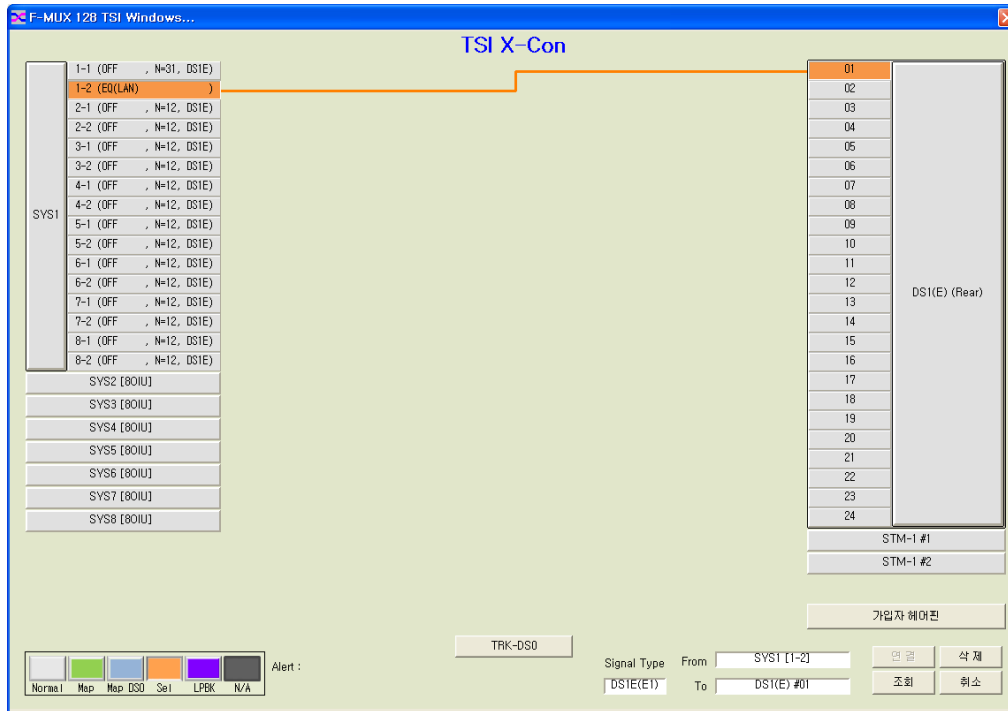 F-MUX 128 TSI Windows...
TSI X-Con
SYS1
1-1 (OFF , N=31, DS1E)
1-2 (EQ(LAN) )
2-1 (OFF , N=12, DS1E)
2-2 (OFF , N=12, DS1E)
3-1 (OFF , N=12, DS1E)
3-2 (OFF , N=12, DS1E)
4-1 (OFF , N=12, DS1E)
4-2 (OFF , N=12, DS1E)
5-1 (OFF , N=12, DS1E)
5-2 (OFF , N=12, DS1E)
6-1 (OFF , N=12, DS1E)
6-2 (OFF , N=12, DS1E)
7-1 (OFF , N=12, DS1E)
7-2 (OFF , N=12, DS1E)
8-1 (OFF , N=12, DS1E)
8-2 (OFF , N=12, DS1E)
SYS2 [8OIU]
SYS3 [8OIU]
SYS4 [8OIU]
SYS5 [8OIU]
SYS6 [8OIU]
SYS7 [8OIU]
SYS8 [8OIU]
01
02
03
04
05
06
07
08
09
10
11
12
13
14
15
16
17
18
19
20
21
22
23
24
DS1(E) (Rear)
STM-1 #1
STM-1 #2
가입자 헤어핀
TRK-DS0
Normal Map Map DS0 Sel LPBK N/A
Alert :
Signal Type From SYS1 [1-2]
DS1E(E1) To DS1(E) #01
연결 삭제
조회 취소